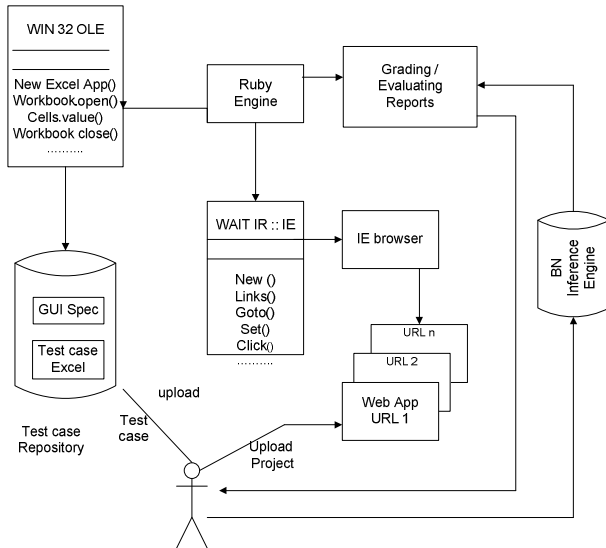 WIN 32 OLE
New Excel App()
Workbook.open()
Cells.value()
Workbook close()
..........
Ruby
Engine
Grading /
Evaluating
Reports
WAIT IR :: IE
New ()
Links()
Goto()
Set()
Click()
..........
IE browser
BN
Inference
Engine
URL n
URL 2
Web App
URL 1
GUI Spec
Test case
Excel
Test case
Repository
upload
Test
case
Upload
Project